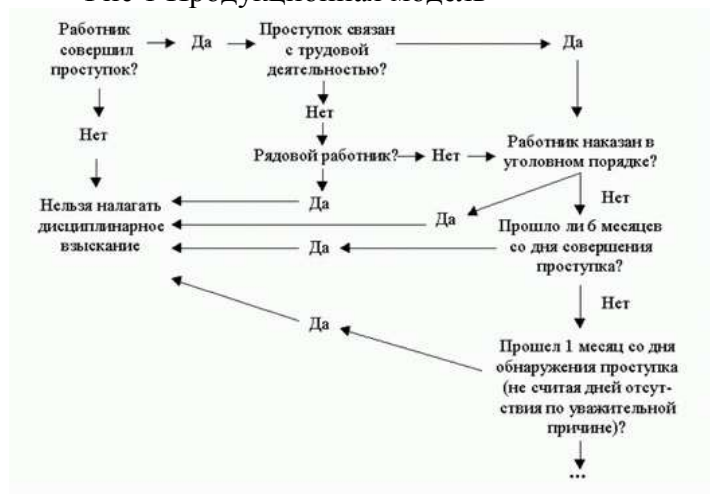 Рис 1 Продукционная модель
Работник
совершил
проступок?
Да
Проступок связан
с трудовой
деятельностью?
Да
Нет
Нет
Рядовой работник?
Нет
Работник наказан в
уголовном порядке?
Нельзя налагать
дисциплинарное
взыскание
Да
Да
Нет
Да
Прошло ли 6 месяцев
со дня совершения
проступка?
Нет
Да
Прошел 1 месяц со дня
обнаружения проступка
(не считая дней отсут-
ствия по уважительной
причине)?
...